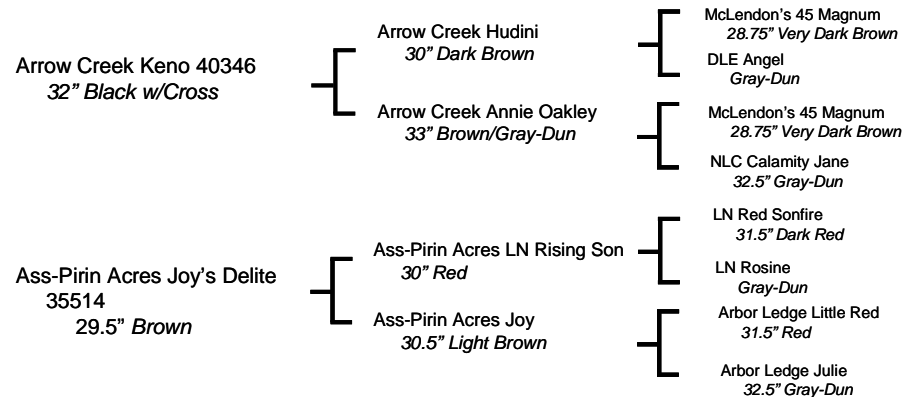 Arrow Creek Keno 40346
32” Black w/Cross
Arrow Creek Hudini
30” Dark Brown
McLendon’s 45 Magnum
28.75” Very Dark Brown
DLE Angel
Gray-Dun
Arrow Creek Annie Oakley
33” Brown/Gray-Dun
McLendon’s 45 Magnum
28.75” Very Dark Brown
NLC Calamity Jane
32.5” Gray-Dun
Ass-Pirin Acres Joy’s Delite
35514
29.5” Brown
Ass-Pirin Acres LN Rising Son
30” Red
LN Red Sonfire
31.5” Dark Red
LN Rosine
Gray-Dun
Ass-Pirin Acres Joy
30.5” Light Brown
Arbor Ledge Little Red
31.5” Red
Arbor Ledge Julie
32.5” Gray-Dun